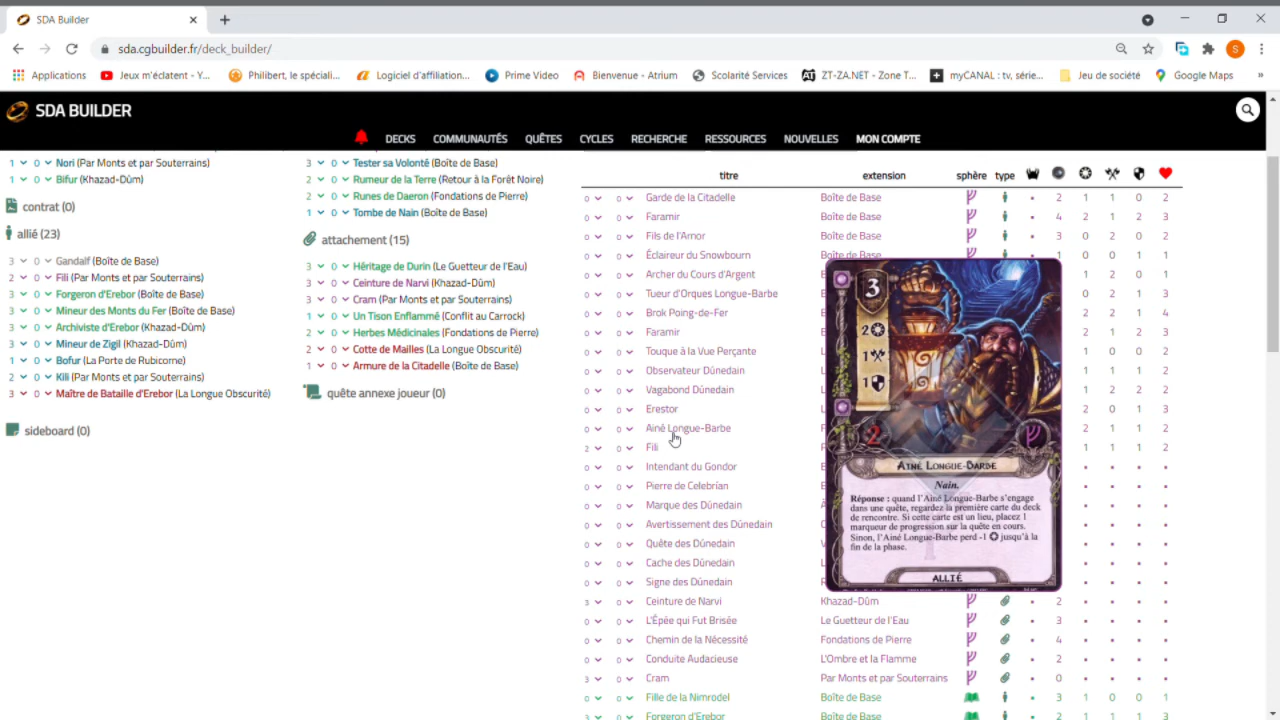 SDA Builder
sda.cgbuilder.fr/deck_builder/
S
Applications
Jeux m'éclatent - Y...
Philibert, le spéciali...
Logiciel d'affiliation...
Prime Video
Bienvenue - Atrium
Scolarité Services
ZT-ZA.NET - Zone T...
myCANAL : tv, série...
Jeu de société
Google Maps
»
SDA BUILDER
DECKS COMMUNAUTÉS QUÊTES CYCLES RECHERCHE RESSOURCES NOUVELLES MON COMPTE
1 0 Nori (Par Monts et par Souterrains)
1 0 Bifur (Khazad-Dûm)
contrat (0)
allié (23)
3 0 Gandalf (Boîte de Base)
2 0 Fili (Par Monts et par Souterrains)
3 0 Forgeron d'Erebor (Boîte de Base)
3 0 Mineur des Monts du Fer (Boîte de Base)
3 0 Archiviste d'Erebor (Khazad-Dûm)
3 0 Mineur de Zigil (Khazad-Dûm)
1 0 Bofur (La Porte de Rubicorne)
2 0 Kili (Par Monts et par Souterrains)
3 0 Maître de Bataille d'Erebor (La Longue Obscurité)
sideboard (0)
3 0 Tester sa Volonté (Boîte de Base)
2 0 Rumeur de la Terre (Retour à la Forêt Noire)
2 0 Runes de Daeron (Fondations de Pierre)
1 0 Tombe de Nain (Boîte de Base)
attachement (15)
3 0 Héritage de Durin (Le Guetteur de l'Eau)
3 0 Ceinture de Narvi (Khazad-Dûm)
3 0 Cram (Par Monts et par Souterrains)
1 0 Un Tison Enflammé (Conflit au Carrock)
2 0 Herbes Médicinales (Fondations de Pierre)
2 0 Cotte de Mailles (La Longue Obscurité)
1 0 Armure de la Citadelle (Boîte de Base)
quête annexe joueur (0)
titre extension sphère type
0 0 Garde de la Citadelle Boîte de Base • 2 1 1 0 2
0 0 Faramir Boîte de Base • 4 2 1 2 3
0 0 Fils de l'Arnor Boîte de Base • 3 0 2 0 2
0 0 Éclaireur du Snowbourn Boîte de Base • 1 0 0 1 1
0 0 Archer du Cours d'Argent 1 2 0 1
0 0 Tueur d'Orques Longue-Barbe 0 2 1 3
0 0 Brok Poing-de-Fer 2 2 1 4
0 0 Faramir 2 1 2 3
0 0 Touque à la Vue Perçante 1 0 0 2
0 0 Observateur Dúnedain 1 1 1 2
0 0 Vagabond Dúnedain 1 2 2 2
0 0 Erestor 2 0 1 3
0 0 Ainé Longue-Barbe 2 1 1 2
2 0 Fili 1 1 1 2
0 0 Intendant du Gondor • • • •
0 0 Pierre de Celebrían • • • •
0 0 Marque des Dúnedain • • • •
0 0 Avertissement des Dúnedain • • • •
0 0 Quête des Dúnedain • • • •
0 0 Cache des Dúnedain • • • •
0 0 Signe des Dúnedain • • • •
3 0 Ceinture de Narvi Khazad-Dûm • 2 • • • •
0 0 L'Épée qui Fut Brisée Le Guetteur de l'Eau • 3 • • • •
0 0 Chemin de la Nécessité Fondations de Pierre • 4 • • • •
0 0 Conduite Audacieuse L'Ombre et la Flamme • 2 • • • •
3 0 Cram Par Monts et par Souterrains • 0 • • • •
0 0 Fille de la Nimrodel Boîte de Base • 3 1 0 0 1
3 0 Forgeron d'Erebor Boîte de Base • 2 1 1 1 3
3
2
1
1
2
Ainé Longue-Barbe
Nain.
Réponse : quand l'Ainé Longue-Barbe s'engage
dans une quête, regardez la première carte du deck
de rencontre. Si cette carte est un lieu, placez 1
marqueur de progression sur la quête en cours.
Sinon, l'Ainé Longue-Barbe perd -1 jusqu'à la
fin de la phase.
ALLIÉ